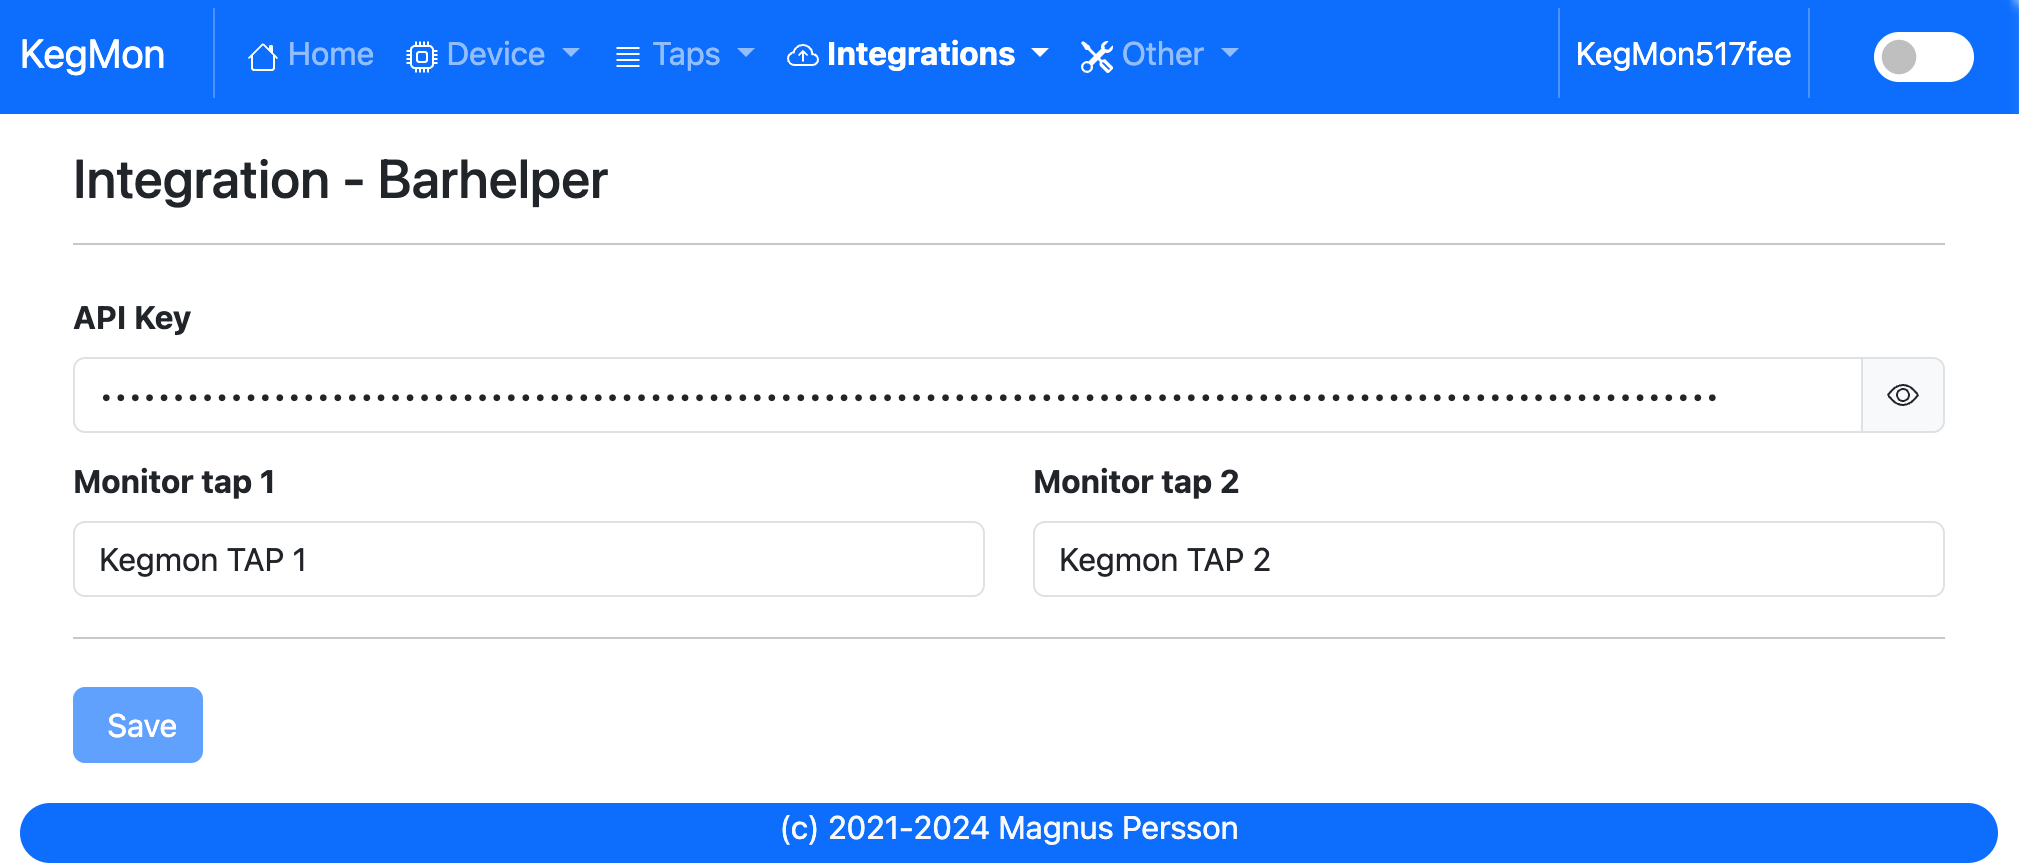 KegMon Home Device Taps Integrations Other KegMon517fee
Integration - Barhelper
API Key
Monitor tap 1 Monitor tap 2
Kegmon TAP 1 Kegmon TAP 2
Save
(c) 2021-2024 Magnus Persson